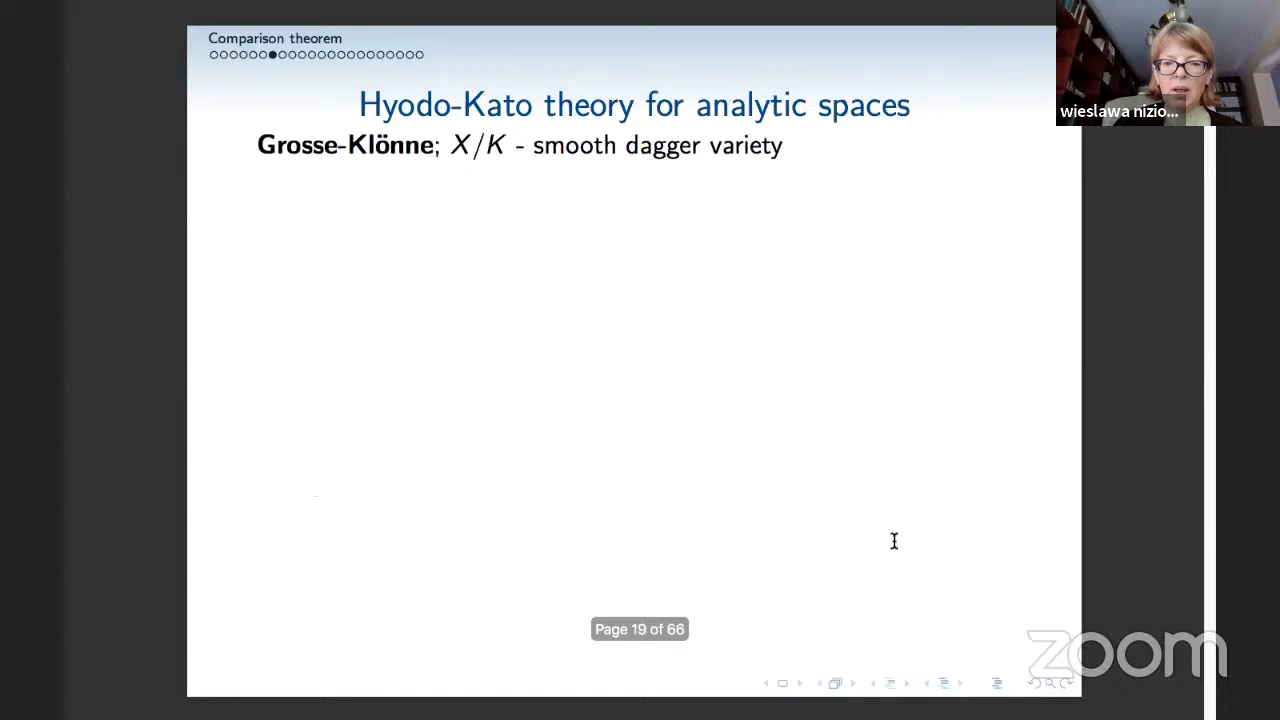 Comparison theorem
Hyodo-Kato theory for analytic spaces
Grosse-Klönne; X/K - smooth dagger variety
wieslawa nizio...
Page 19 of 66
zoom